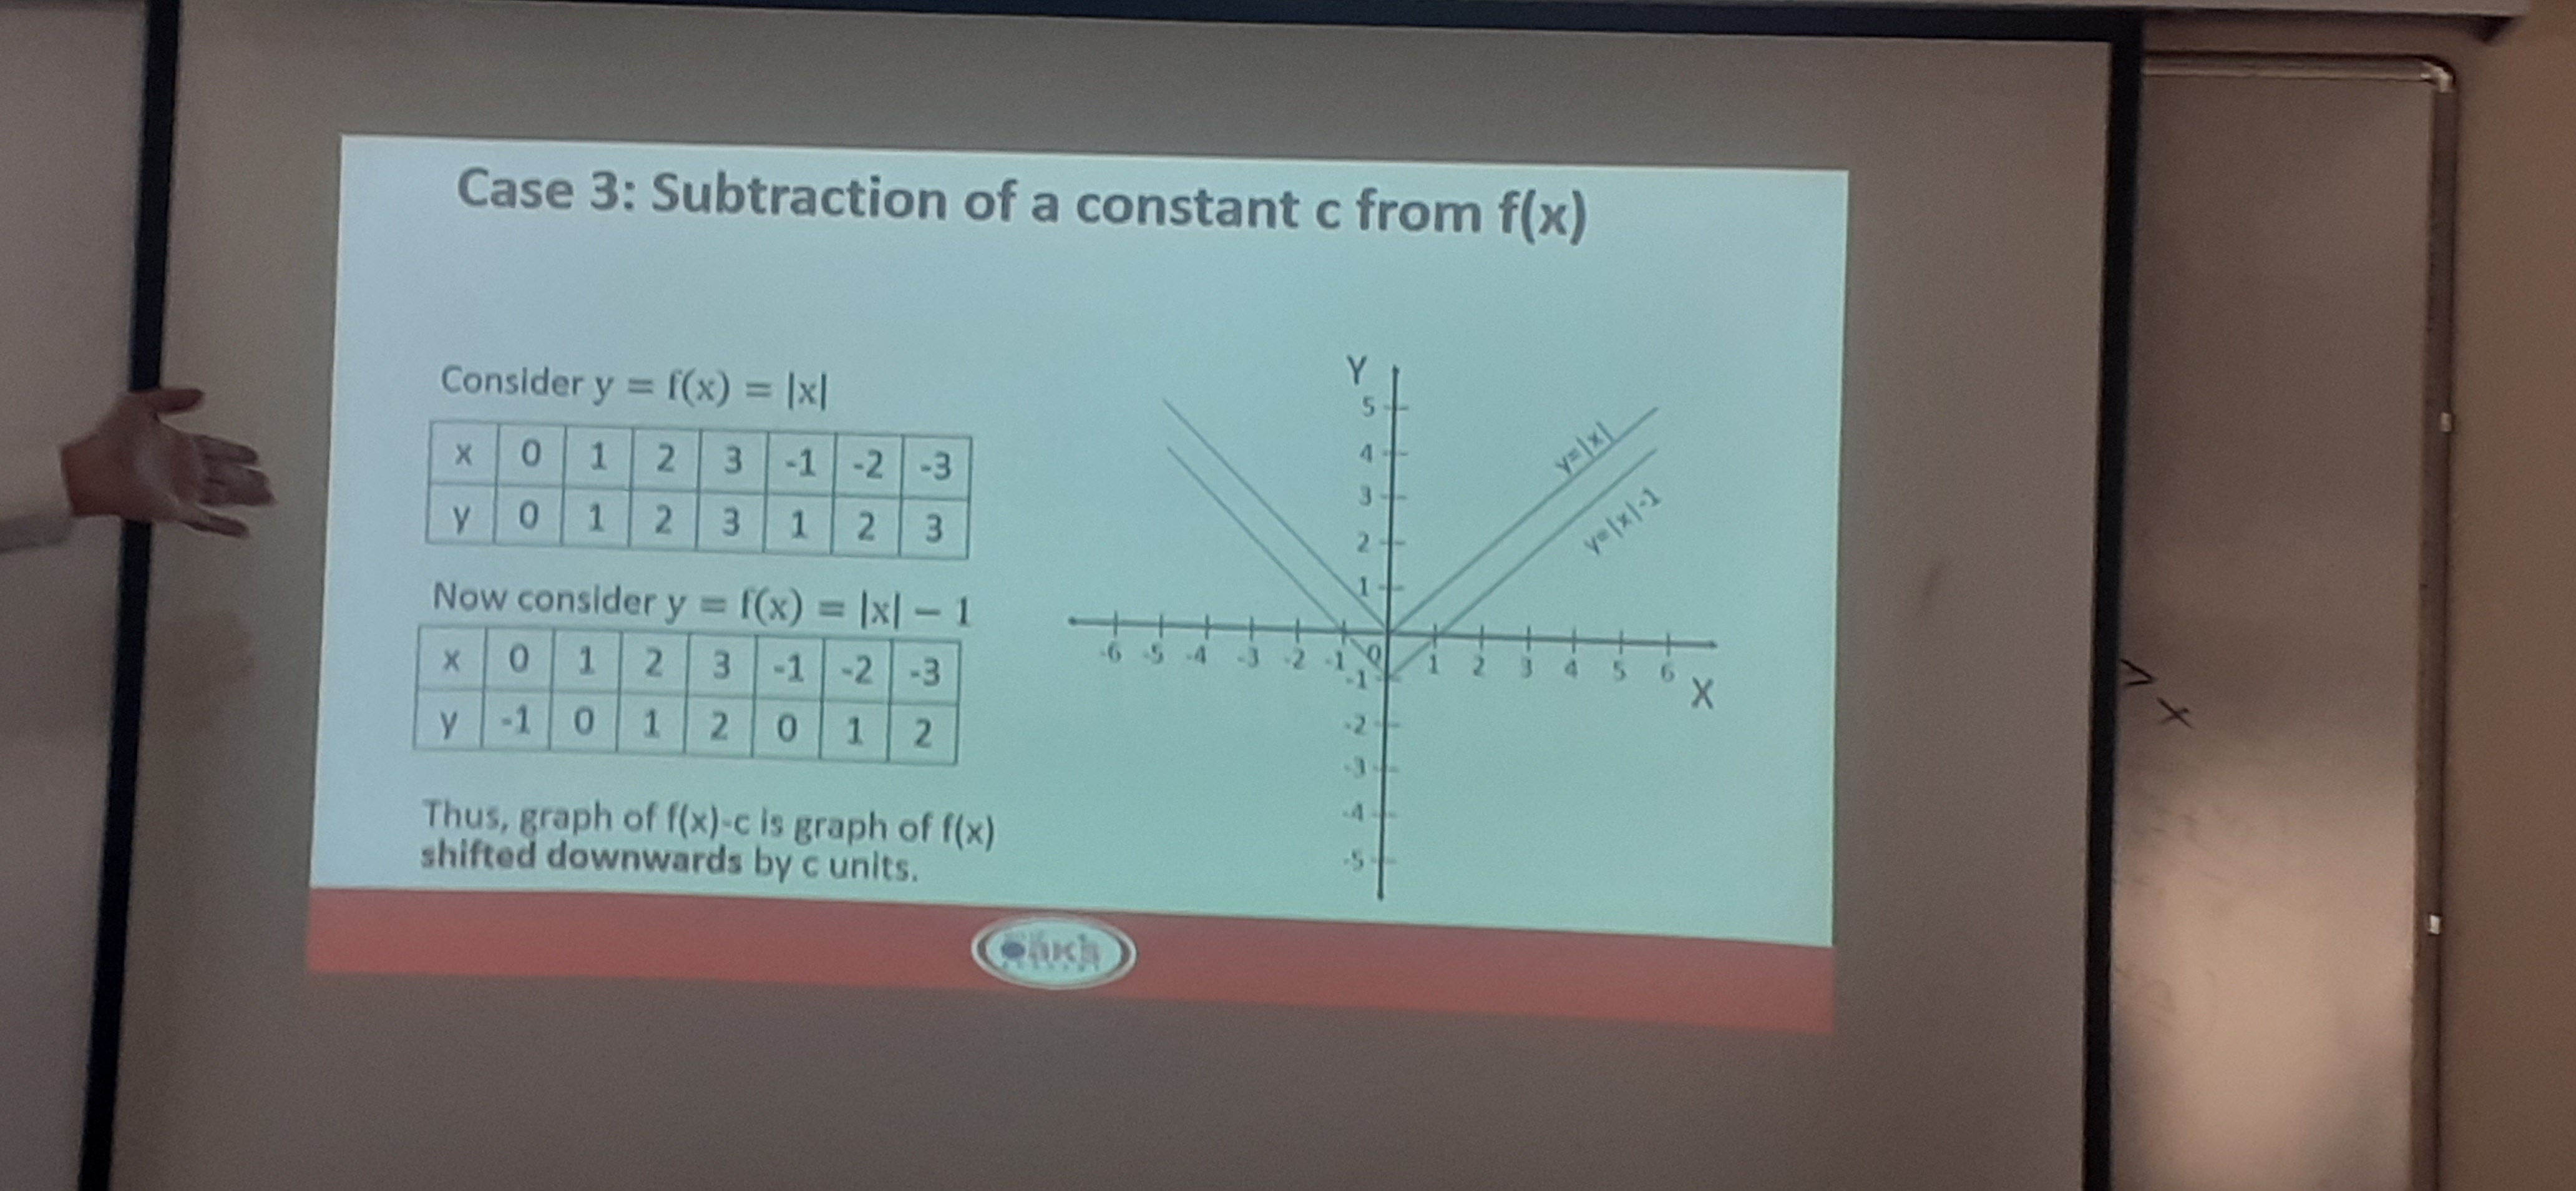 Case 3: Subtraction of a constant c from f(x)
Consider y = f(x) = |x|
x 0 1 2 3 -1 -2 -3
y 0 1 2 3 1 2 3
Now consider y = f(x) = |x| − 1
x 0 1 2 3 -1 -2 -3
y -1 0 1 2 0 1 2
Thus, graph of f(x)-c is graph of f(x)
shifted downwards by c units.
Y
5
4
3
2
1
y=|x|
y=|x|-1
-6 -5 -4 -3 -2 -1 0 1 2 3 4 5 6
X
-1
-2
-3
-4
-5
x